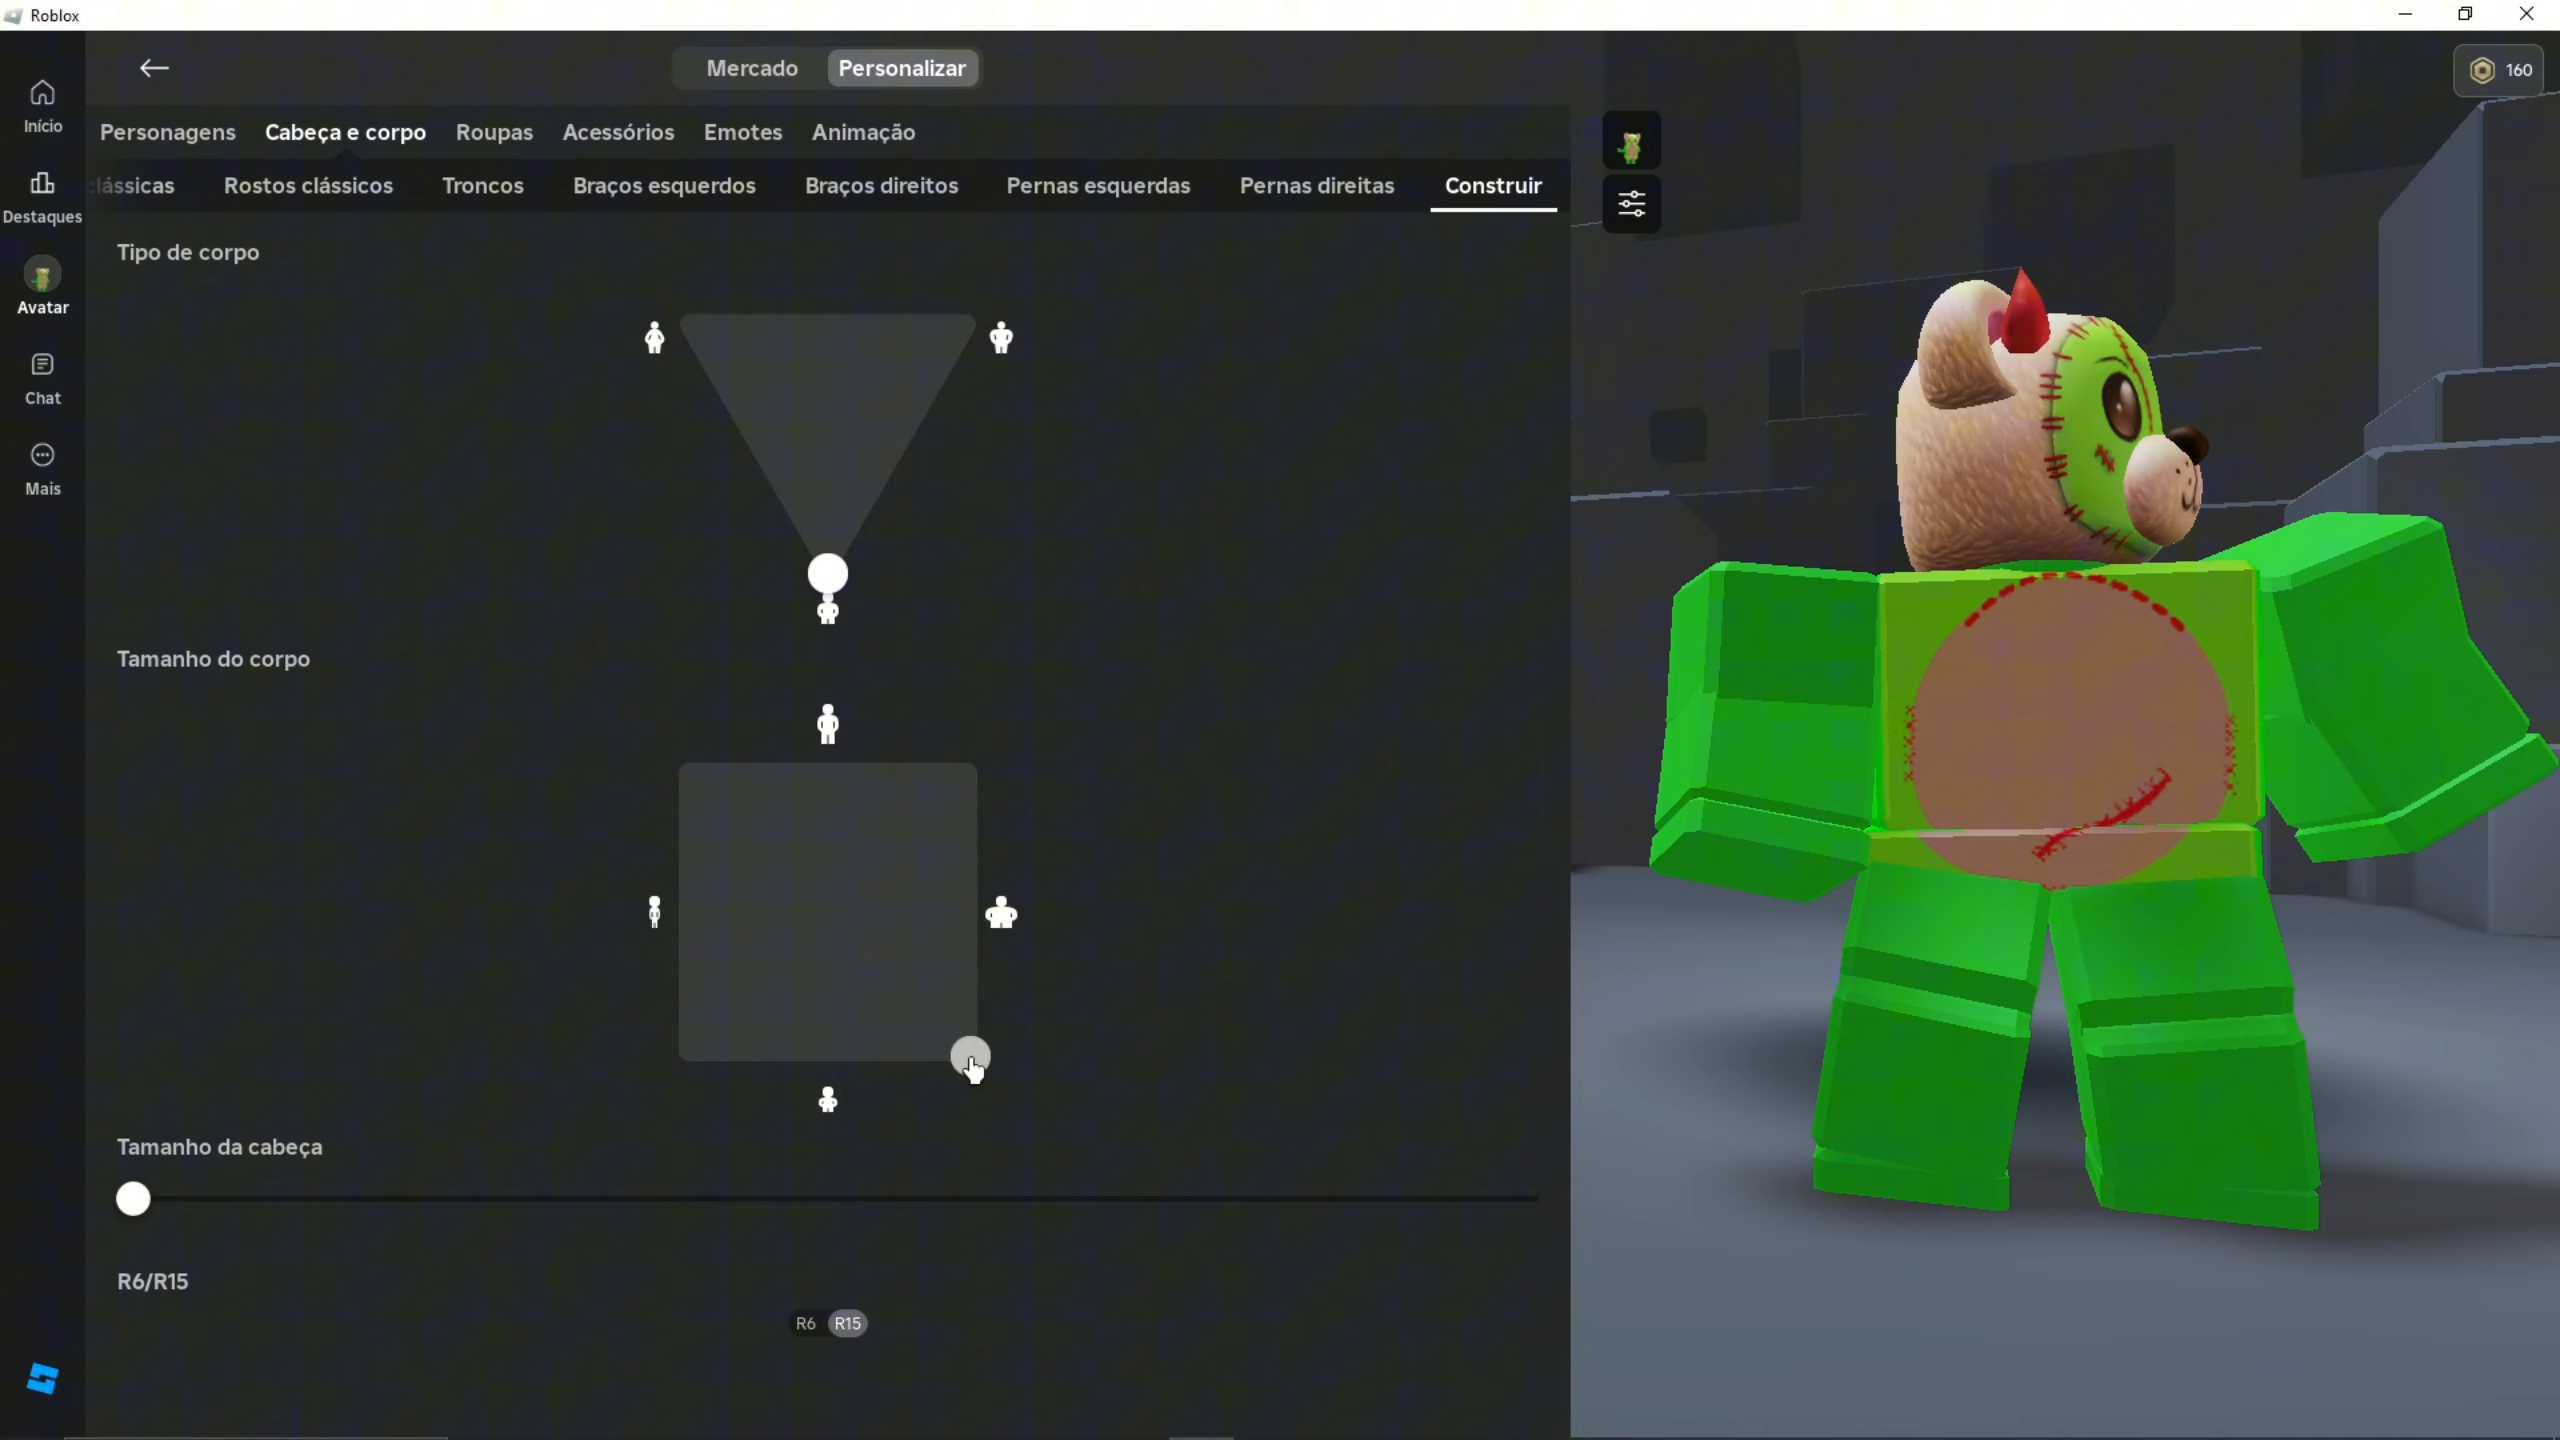 Roblox
Mercado
Personalizar
160
Início
Destaques
Avatar
Chat
Mais
Personagens
Cabeça e corpo
Roupas
Acessórios
Emotes
Animação
lássicas
Rostos clássicos
Troncos
Braços esquerdos
Braços direitos
Pernas esquerdas
Pernas direitas
Construir
Tipo de corpo
Tamanho do corpo
Tamanho da cabeça
R6/R15
R6
R15